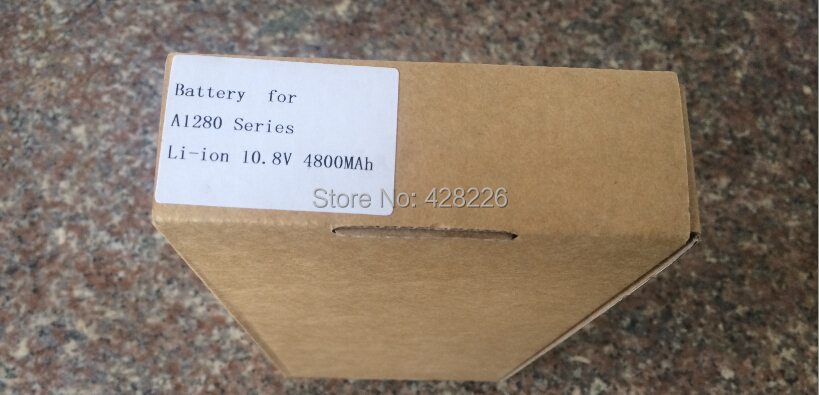 Battery for
A1280 Series
Li-ion 10.8V 4800MAh
Store No: 428226